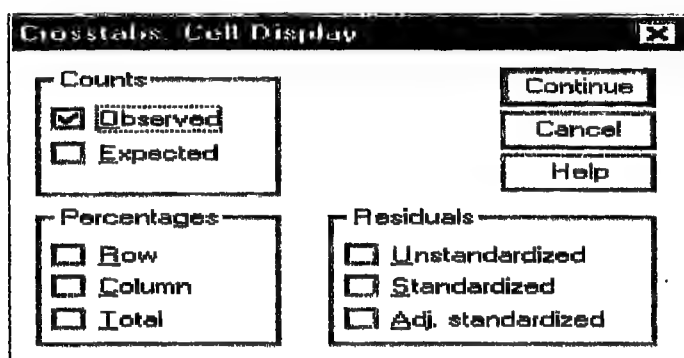 Crosstabs: Cell Display
Counts
Observed
Expected
Continue
Cancel
Help
Percentages
Row
Column
Total
Residuals
Unstandardized
Standardized
Adj. standardized